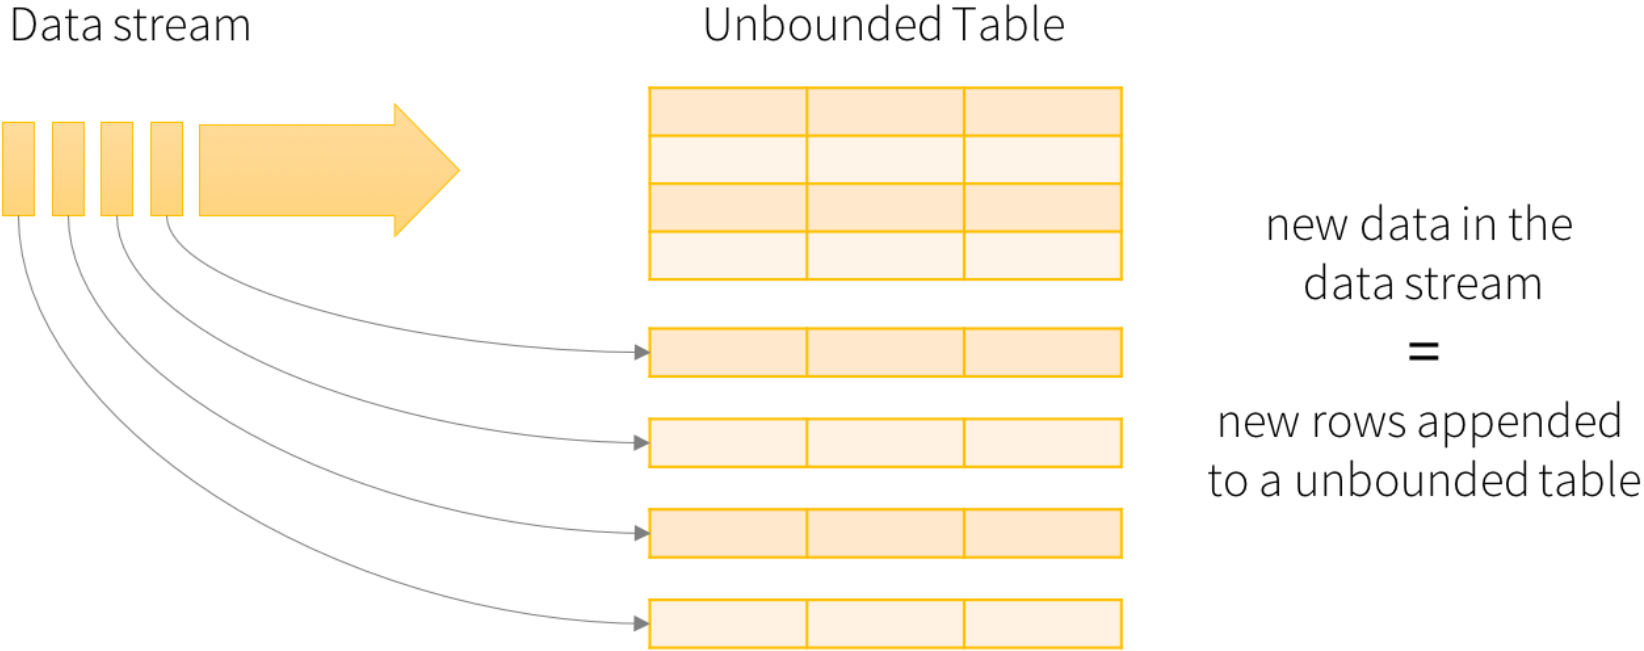 Data stream
Unbounded Table
new data in the
data stream
=
new rows appended
to a unbounded table